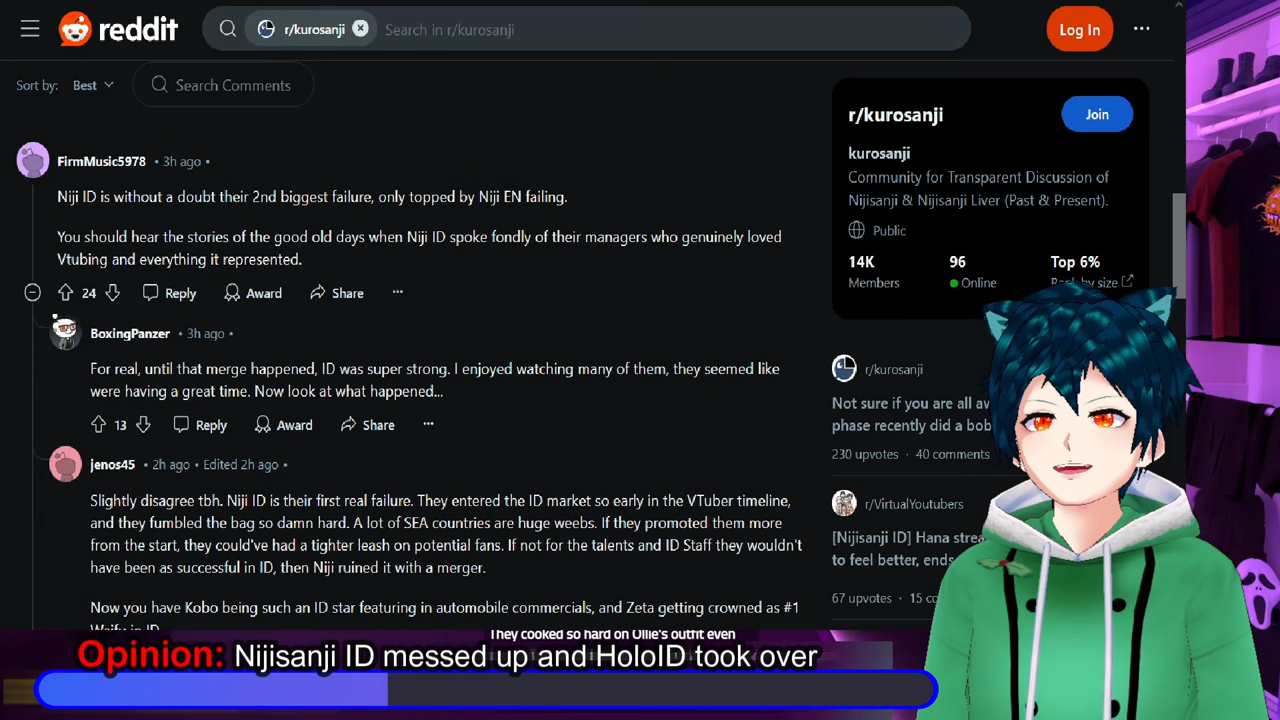 reddit
r/kurosanji
Search in r/kurosanji
Log In
Sort by:
Best
Search Comments
FirmMusic5978 • 3h ago •
Niji ID is without a doubt their 2nd biggest failure, only topped by Niji EN failing.
You should hear the stories of the good old days when Niji ID spoke fondly of their managers who genuinely loved
Vtubing and everything it represented.
24
Reply
Award
Share
BoxingPanzer • 3h ago •
For real, until that merge happened, ID was super strong. I enjoyed watching many of them, they seemed like
were having a great time. Now look at what happened...
13
Reply
Award
Share
jenos45 • 2h ago • Edited 2h ago •
Slightly disagree tbh. Niji ID is their first real failure. They entered the ID market so early in the VTuber timeline,
and they fumbled the bag so damn hard. A lot of SEA countries are huge weebs. If they promoted them more
from the start, they could've had a tighter leash on potential fans. If not for the talents and ID Staff they wouldn't
have been as successful in ID, then Niji ruined it with a merger.
Now you have Kobo being such an ID star featuring in automobile commercials, and Zeta getting crowned as #1
Waifu in ID
r/kurosanji
Join
kurosanji
Community for Transparent Discussion of
Nijisanji & Nijisanji Liver (Past & Present).
Public
14K
96
Top 6%
Members
Online
Rank by size
r/kurosanji
Not sure if you are all
phase recently did a
230 upvotes • 40 comments
r/VirtualYoutubers
[Nijisanji ID] Hana
to feel better, ends
67 upvotes • 15
They cooked so hard on Ollie's outfit even
Opinion: Nijisanji ID messed up and HoloID took over